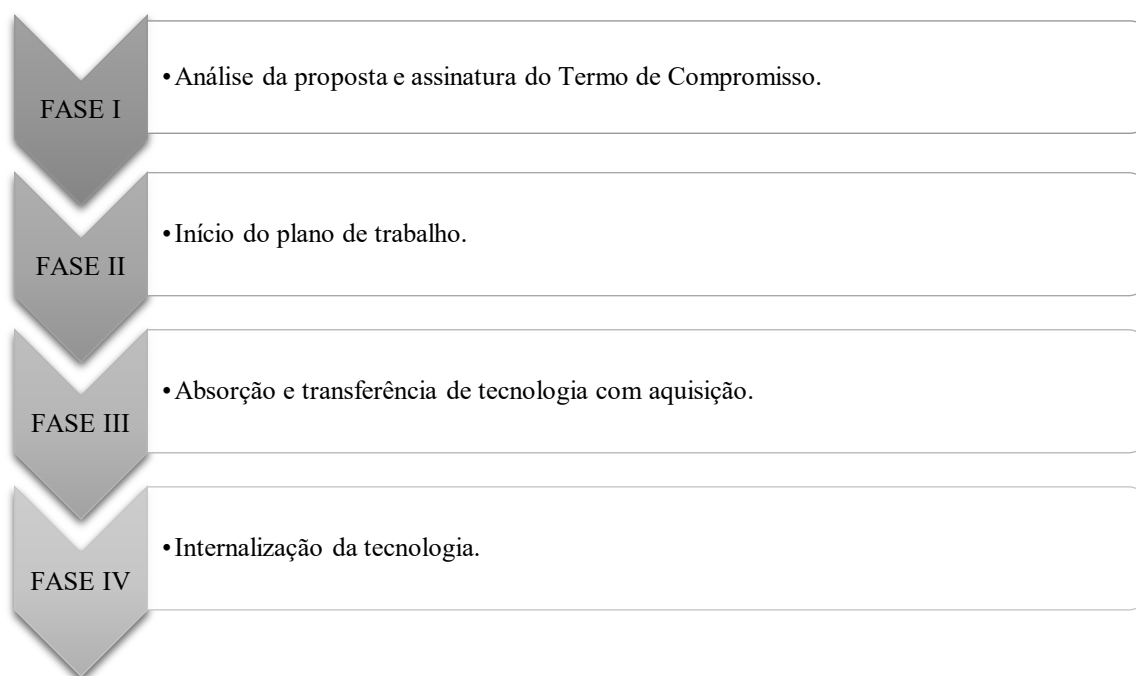 FASE I
•Análise da proposta e assinatura do Termo de Compromisso.
FASE II
•Início do plano de trabalho.
FASE III
•Absorção e transferência de tecnologia com aquisição.
FASE IV
•Internalização da tecnologia.